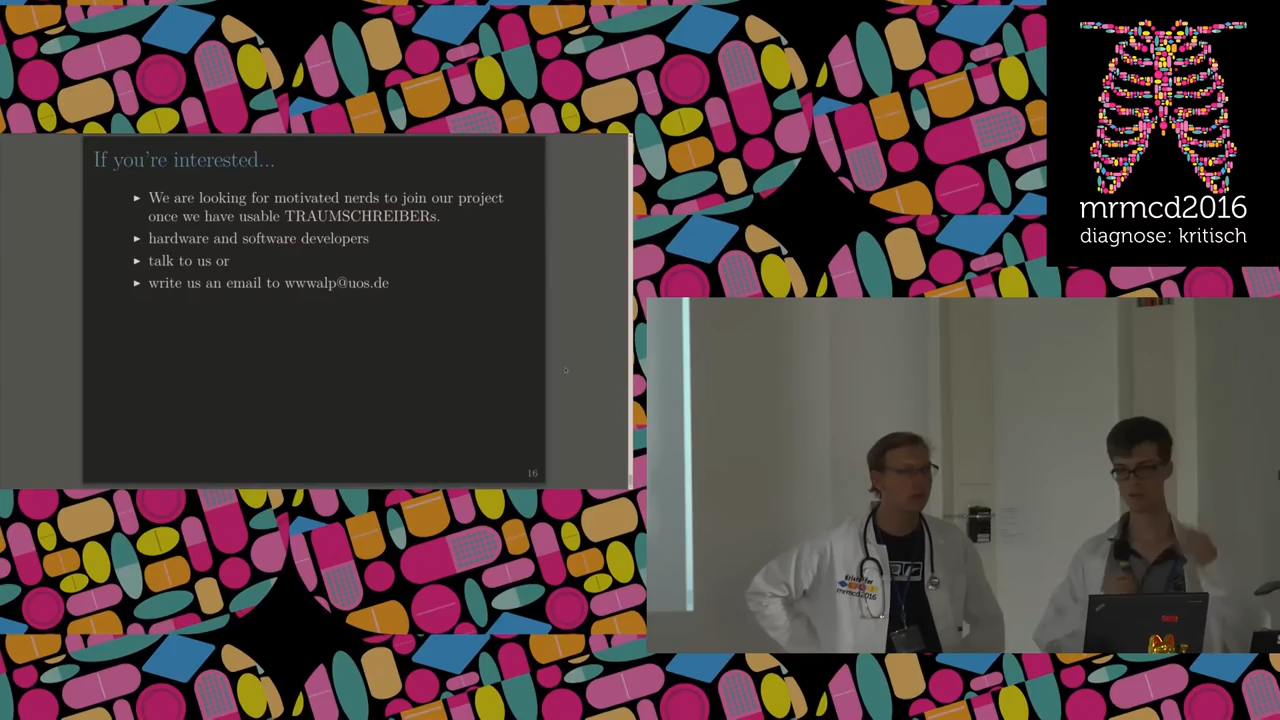 If you're interested...
▸ We are looking for motivated nerds to join our project
once we have usable TRAUMSCHREIBERs.
▸ hardware and software developers
▸ talk to us or
▸ write us an email to wwwalp@uos.de
16
mrmcd2016
diagnose: kritisch
mrmcd2016